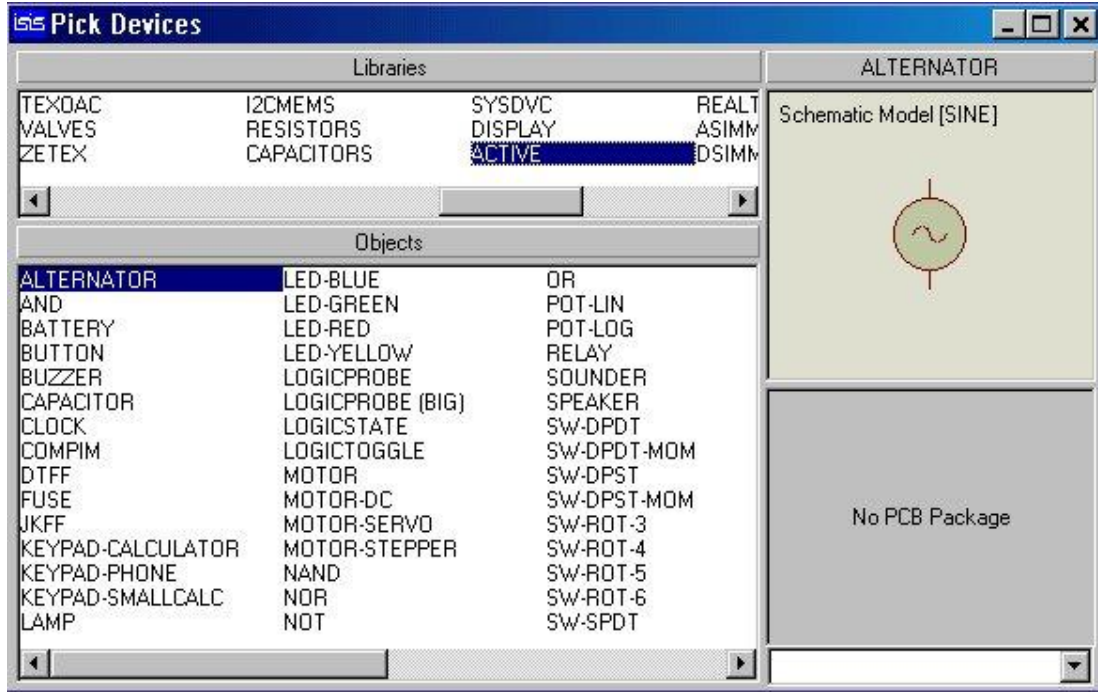 isis Pick Devices
Libraries
TEXOAC I2CMEMS SYSDVC REALT
VALVES RESISTORS DISPLAY ASIMM
ZETEX CAPACITORS ACTIVE DSIMM
Objects
ALTERNATOR LED-BLUE OR
AND LED-GREEN POT-LIN
BATTERY LED-RED POT-LOG
BUTTON LED-YELLOW RELAY
BUZZER LOGICPROBE SOUNDER
CAPACITOR LOGICPROBE (BIG) SPEAKER
CLOCK LOGICSTATE SW-DPDT
COMPIM LOGICTOGGLE SW-DPDT-MOM
DTFF MOTOR SW-DPST
FUSE MOTOR-DC SW-DPST-MOM
JKFF MOTOR-SERVO SW-ROT-3
KEYPAD-CALCULATOR MOTOR-STEPPER SW-ROT-4
KEYPAD-PHONE NAND SW-ROT-5
KEYPAD-SMALLCALC NOR SW-ROT-6
LAMP NOT SW-SPDT
ALTERNATOR
Schematic Model [SINE]
No PCB Package